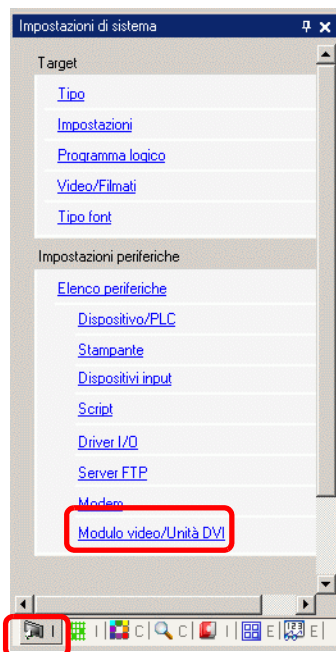 Impostazioni di sistema
Target
Tipo
Impostazioni
Programma logico
Video/Filmati
Tipo font
Impostazioni periferiche
Elenco periferiche
Dispositivo/PLC
Stampante
Dispositivi input
Script
Driver I/O
Server FTP
Modem
Modulo video/Unità DVI
I I C C I E 123 E